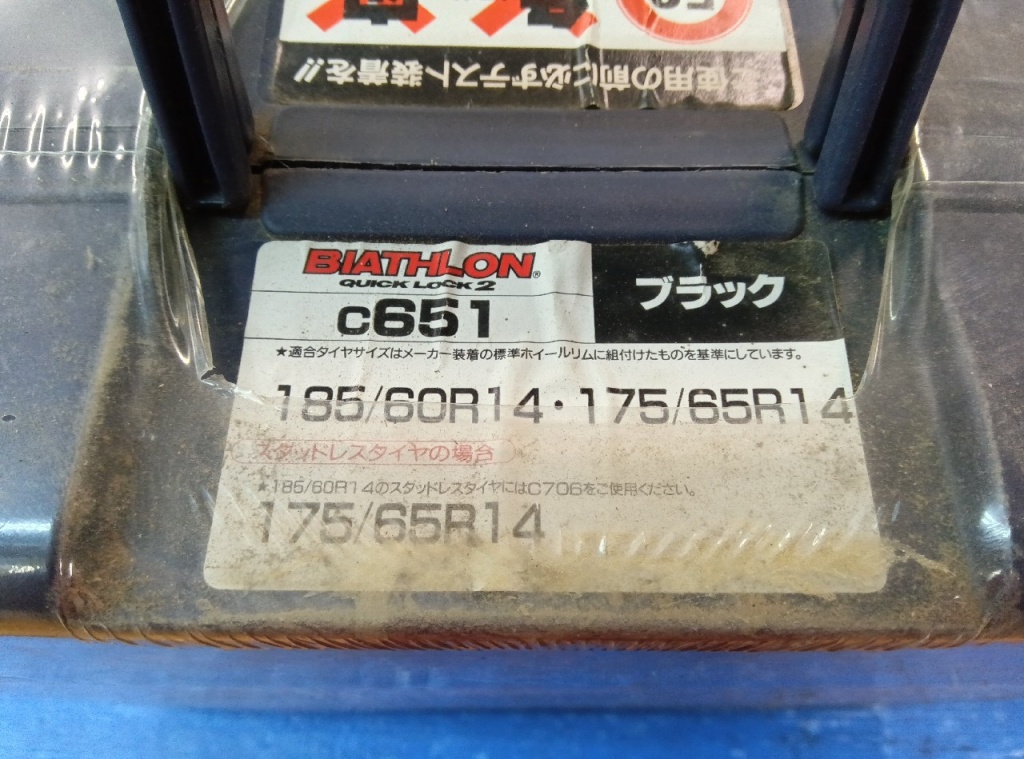 使用の前に必ずテスト装着を!!
50
BIATHLON®
QUICK LOCK 2
C651
ブラック
★適合タイヤサイズはメーカー装着の標準ホイールリムに組付けたものを基準にしています。
185/60R14・175/65R14
スタッドレスタイヤの場合
★185/60R14のスタッドレスタイヤにはC706をご使用ください。
175/65R14